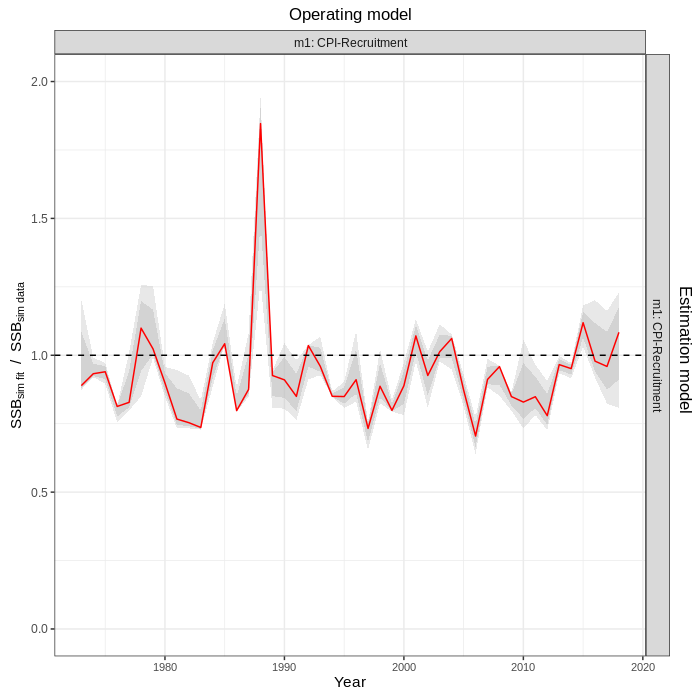 Operating model
m1: CPI-Recruitment
2.0
1.5
1.0
0.5
0.0
SSBsim fit / SSBsim data
m1: CPI-Recruitment
Estimation model
1980 1990 2000 2010 2020
Year